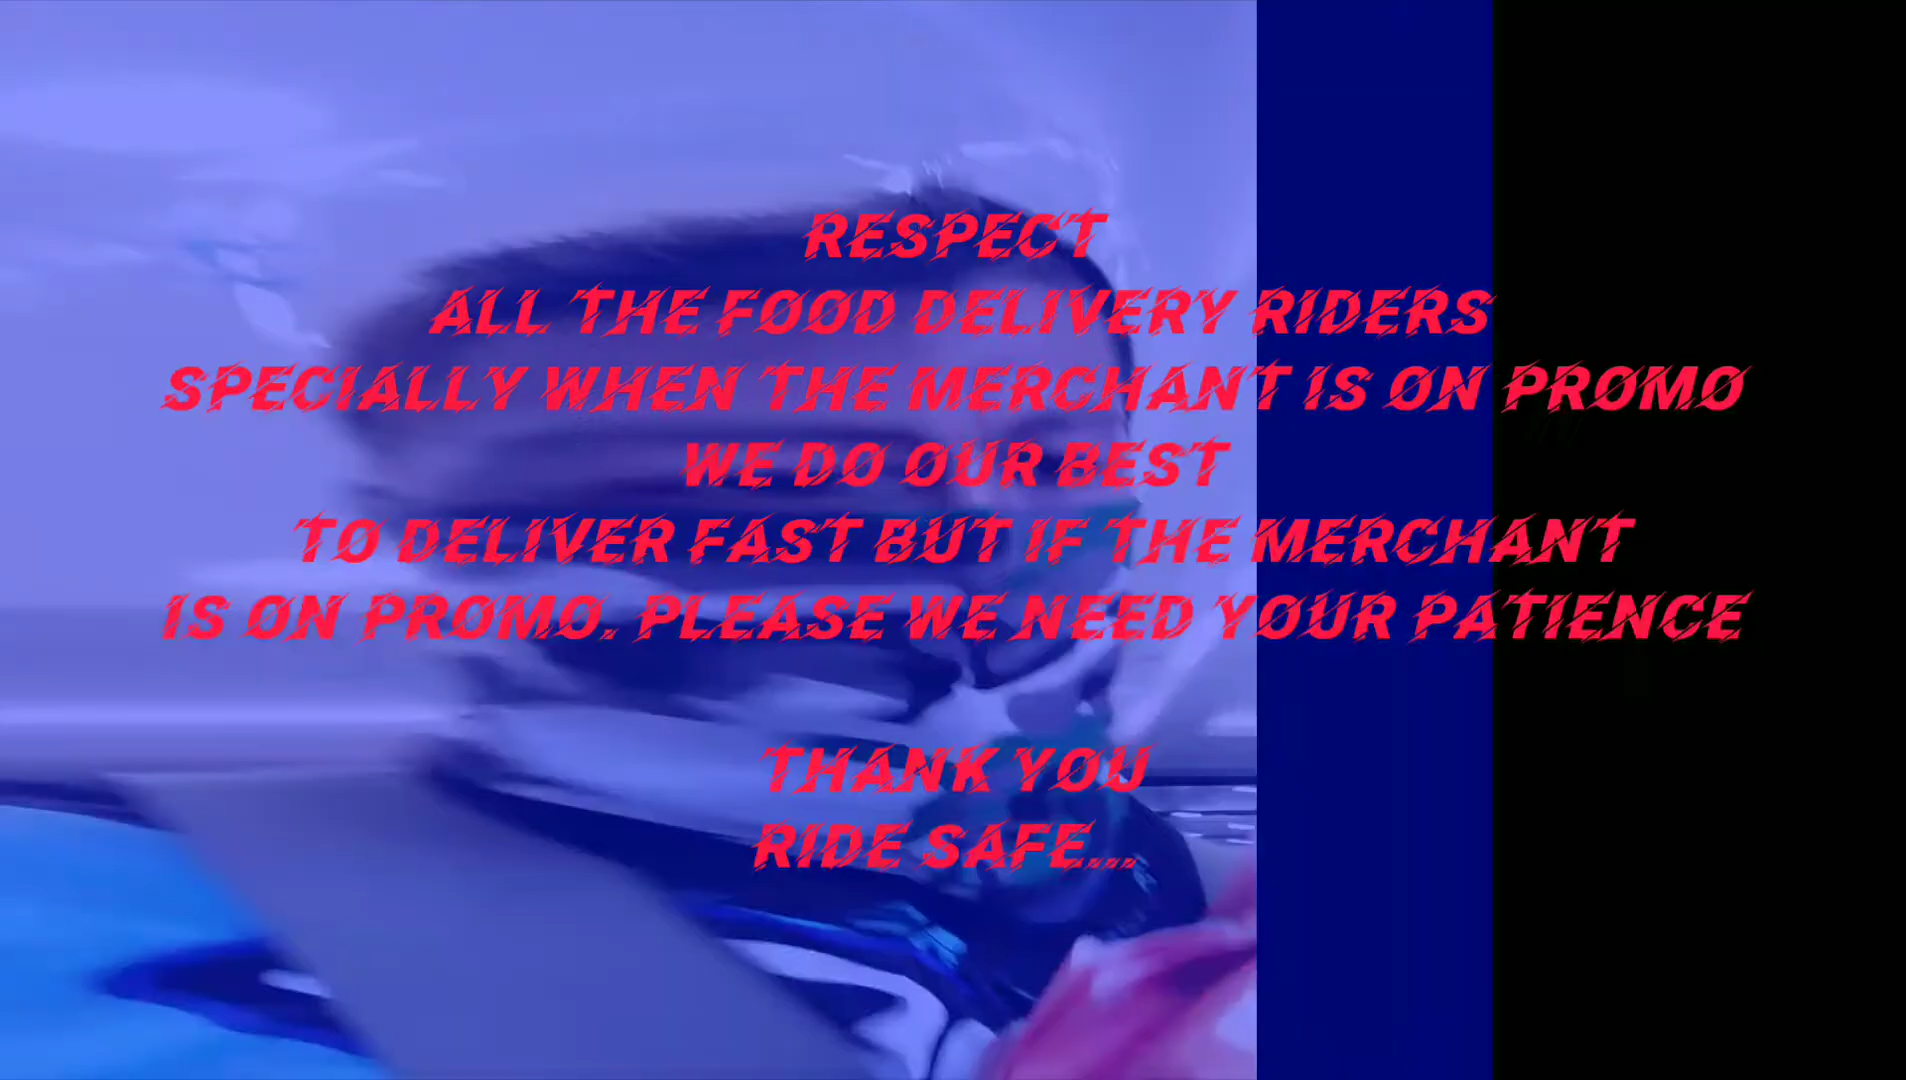 RESPECT
ALL THE FOOD DELIVERY RIDERS
SPECIALLY WHEN THE MERCHANT IS ON PROMO
WE DO OUR BEST
TO DELIVER FAST BUT IF THE MERCHANT
IS ON PROMO. PLEASE WE NEED YOUR PATIENCE
THANK YOU
RIDE SAFE...